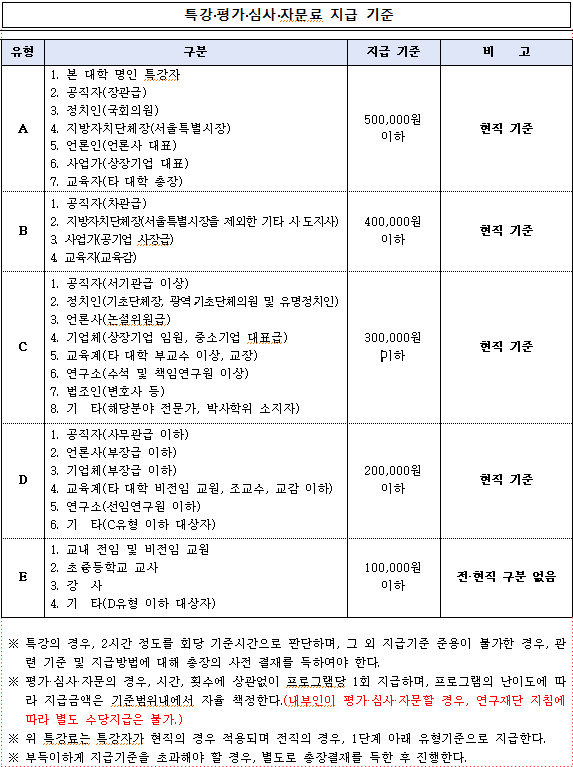 특강·평가·심사·자문료 지급 기준
유형 구분 지급 기준 비 고
A
1. 본 대학 명인 특강자
2. 공직자(장관급)
3. 정치인(국회의원)
4. 지방자치단체장(서울특별시장)
5. 언론인(언론사 대표)
6. 사업가(상장기업 대표)
7. 교육자(타 대학 총장)
500,000원
이하
현직 기준
B
1. 공직자(차관급)
2. 지방자치단체장(서울특별시장을 제외한 기타 시·도지사)
3. 사업가(공기업 사장급)
4. 교육자(교육감)
400,000원
이하
현직 기준
C
1. 공직자(서기관급 이상)
2. 정치인(기초단체장, 광역·기초단체의원 및 유명정치인)
3. 언론사(논설위원급)
4. 기업체(상장기업 임원, 중소기업 대표급)
5. 교육계(타 대학 부교수 이상, 교장)
6. 연구소(수석 및 책임연구원 이상)
7. 법조인(변호사 등)
8. 기 타(해당분야 전문가, 박사학위 소지자)
300,000원
이하
현직 기준
D
1. 공직자(사무관급 이하)
2. 언론사(부장급 이하)
3. 기업체(부장급 이하)
4. 교육계(타 대학 비전임 교원, 조교수, 교감 이하)
5. 연구소(선임연구원 이하)
6. 기 타(C유형 이하 대상자)
200,000원
이하
현직 기준
E
1. 교내 전임 및 비전임 교원
2. 초·중등학교 교사
3. 강 사
4. 기 타(D유형 이하 대상자)
100,000원
이하
전·현직 구분 없음
※ 특강의 경우, 2시간 정도를 회당 기준시간으로 판단하며, 그 외 지급기준 준용이 불가한 경우, 관
련 기준 및 지급방법에 대해 총장의 사전 결재를 득하여야 한다.
※ 평가·심사·자문의 경우, 시간, 횟수에 상관없이 프로그램당 1회 지급하며, 프로그램의 난이도에 따
라 지급금액은 기준범위내에서 자율 책정한다.(내부인이 평가·심사·자문할 경우, 연구재단 지침에
따라 별도 수당지급은 불가.)
※ 위 특강료는 특강자가 현직의 경우 적용되며 전직의 경우, 1단계 아래 유형기준으로 지급한다.
※ 부득이하게 지급기준을 초과해야 할 경우, 별도로 총장결재를 득한 후 진행한다.